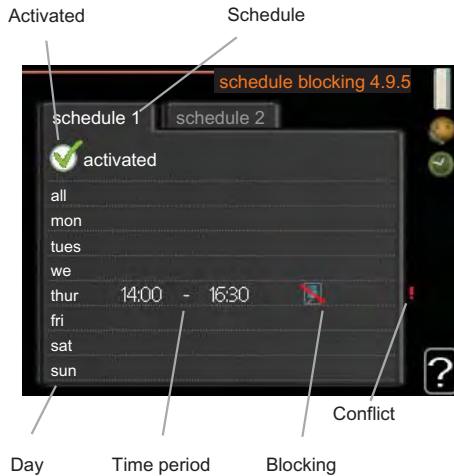 Activated Schedule
schedule blocking 4.9.5
schedule 1 schedule 2
activated
all
mon
tues
we
thur 14:00 - 16:30 !
fri
sat
sun
?
Conflict
Day Time period Blocking